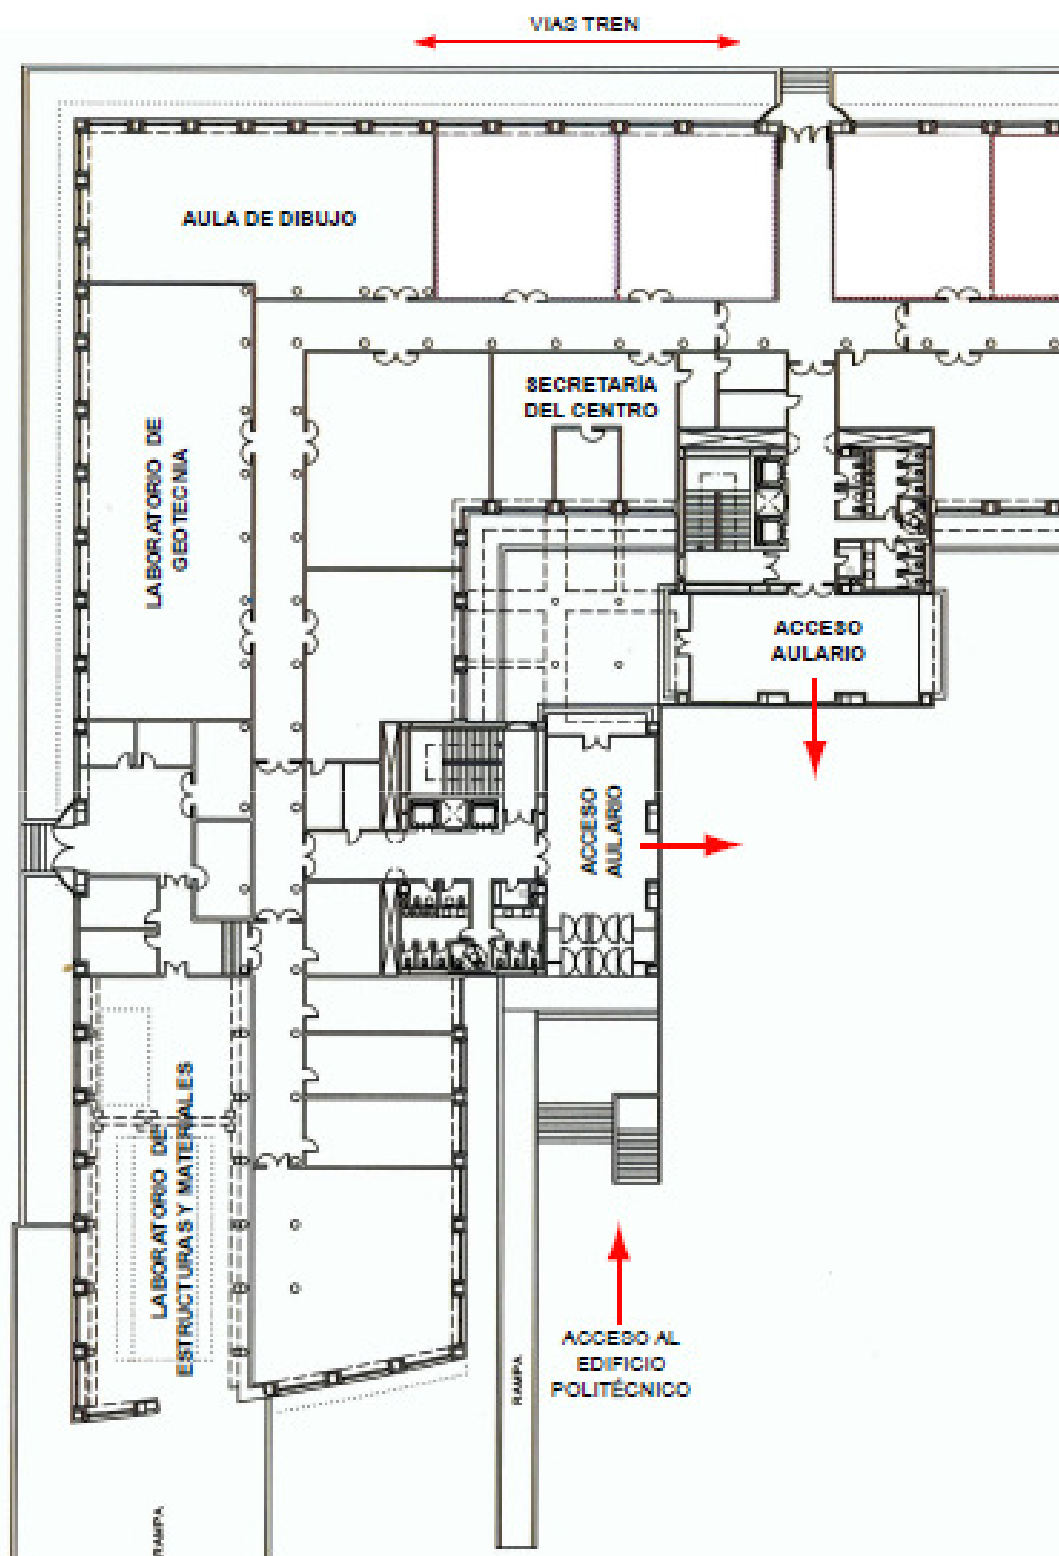 VIAS TREN
AULA DE DIBUJO
SECRETARÍA
DEL CENTRO
LABORATORIO DE
GEOTECNIA
ACCESO
AULARIO
ACCESO
AULARIO
LABORATORIO DE
ESTRUCTURAS Y MATERIALES
ACCESO AL
EDIFICIO
POLITÉCNICO
RAMPA
RAMPA